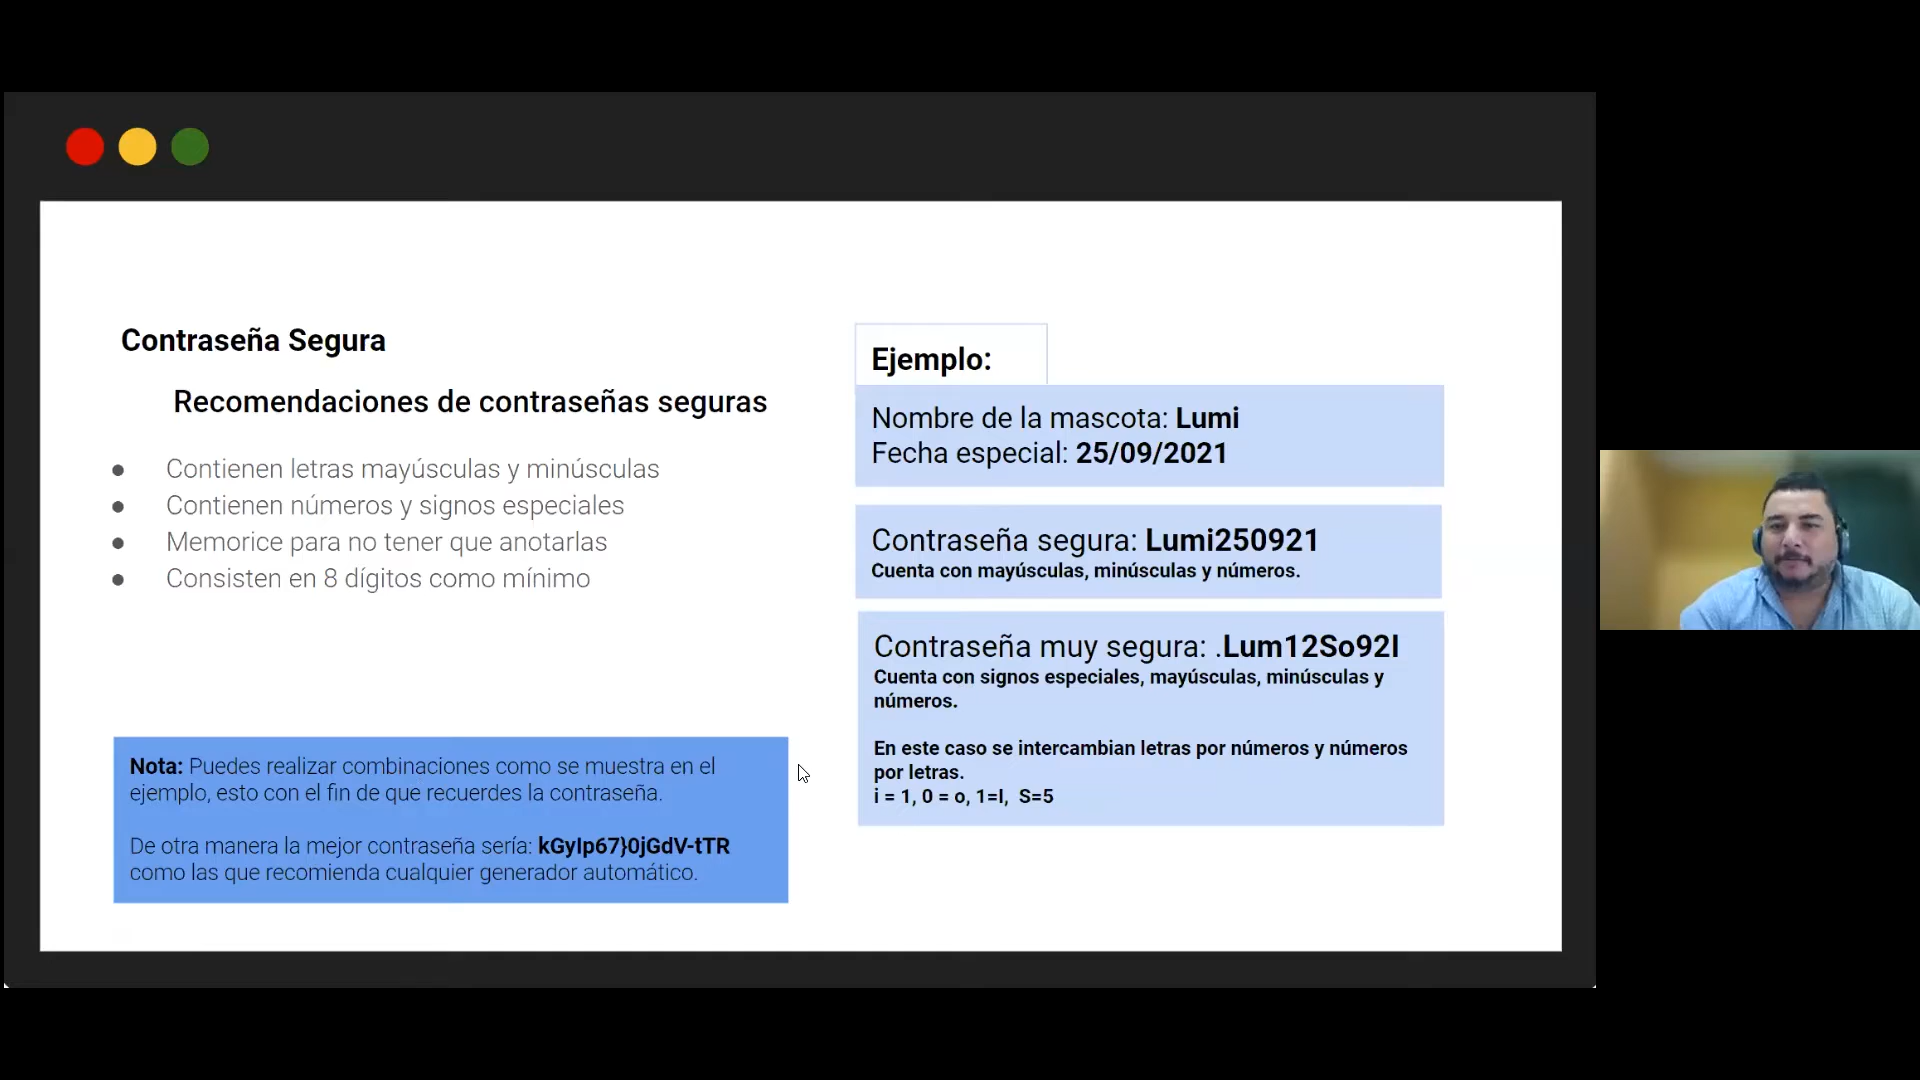 Contraseña Segura
Recomendaciones de contraseñas seguras
● Contienen letras mayúsculas y minúsculas
● Contienen números y signos especiales
● Memorice para no tener que anotarlas
● Consisten en 8 dígitos como mínimo
Nota: Puedes realizar combinaciones como se muestra en el
ejemplo, esto con el fin de que recuerdes la contraseña.
De otra manera la mejor contraseña sería: kGyIp67}0jGdV-tTR
como las que recomienda cualquier generador automático.
Ejemplo:
Nombre de la mascota: Lumi
Fecha especial: 25/09/2021
Contraseña segura: Lumi250921
Cuenta con mayúsculas, minúsculas y números.
Contraseña muy segura: .Lum12So92l
Cuenta con signos especiales, mayúsculas, minúsculas y
números.
En este caso se intercambian letras por números y números
por letras.
i = 1, 0 = o, 1=l, S=5